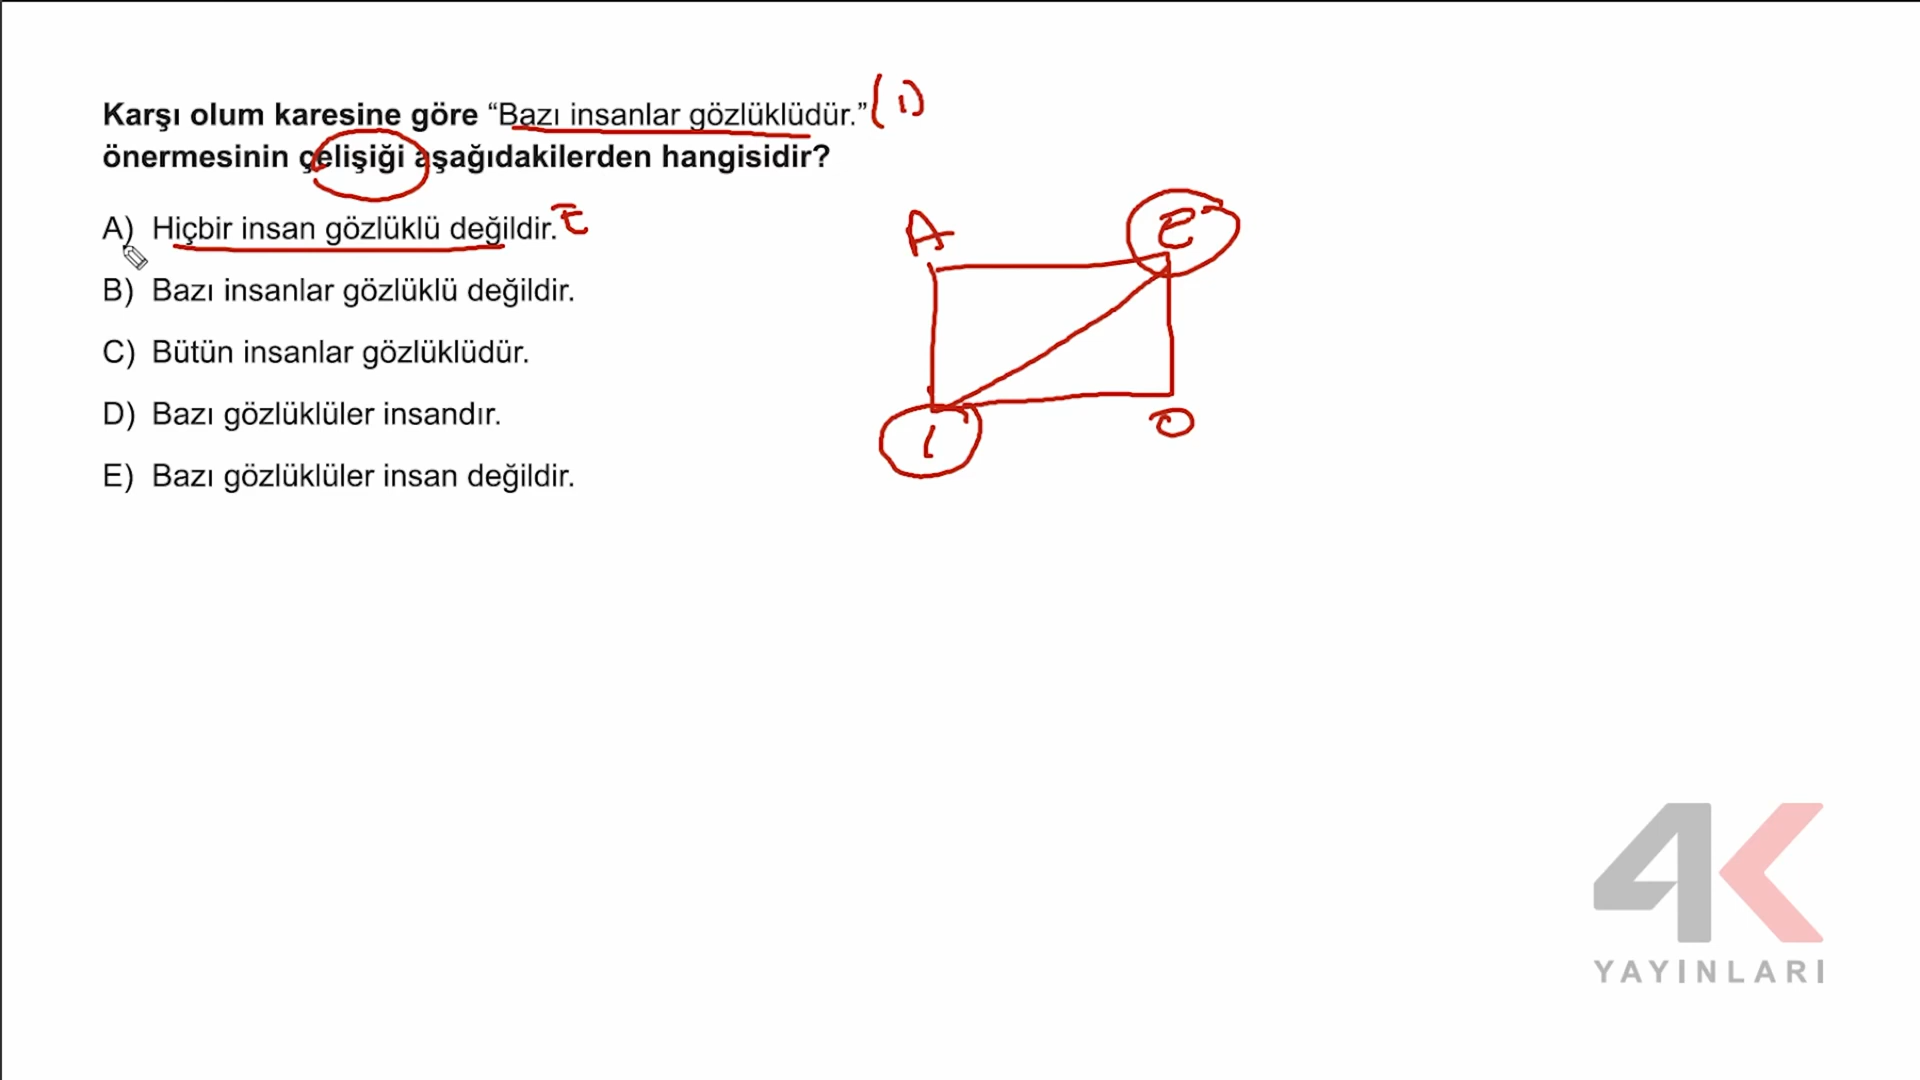 Karşı olum karesine göre “Bazı insanlar gözlüklüdür.” (I)
önermesinin çelişiği aşağıdakilerden hangisidir?
A) Hiçbir insan gözlüklü değildir. E
B) Bazı insanlar gözlüklü değildir.
C) Bütün insanlar gözlüklüdür.
D) Bazı gözlüklüler insandır.
E) Bazı gözlüklüler insan değildir.
A E
I O
4K
YAYINLARI